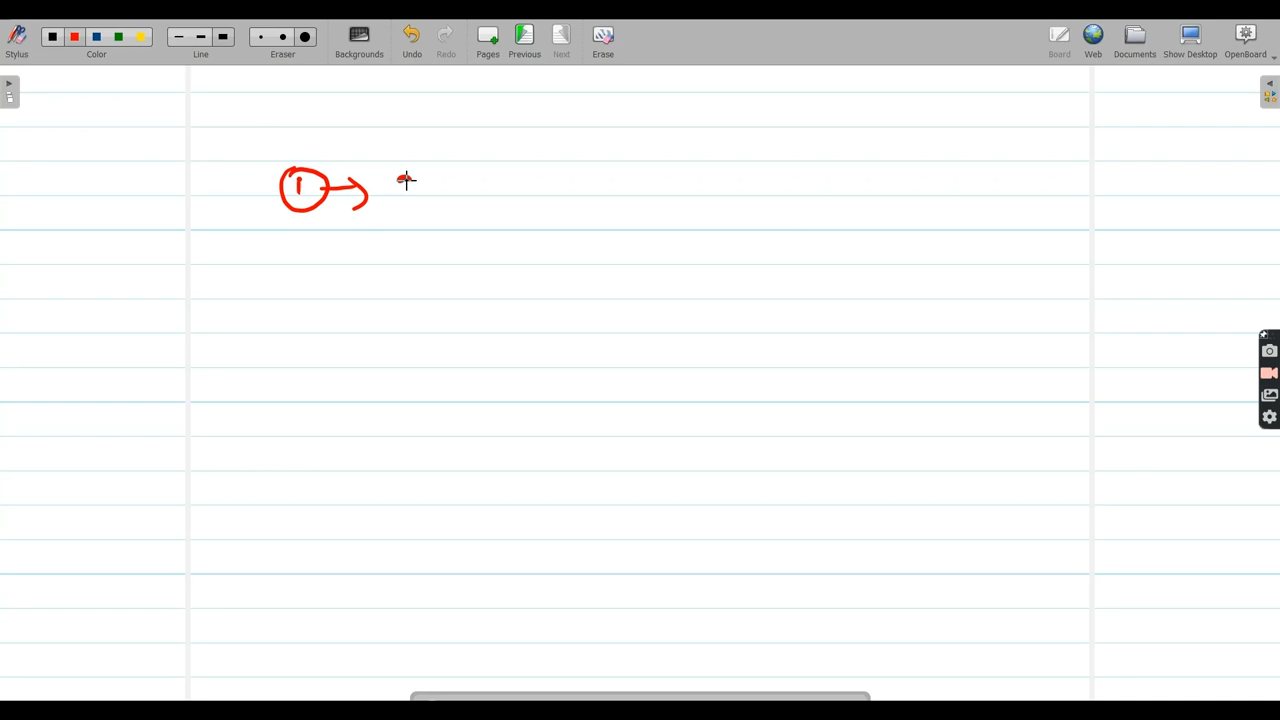 Stylus
Color
Line
Eraser
Backgrounds
Undo
Redo
Pages
Previous
Next
Erase
Board
Web
Documents
Show Desktop
OpenBoard
1 →